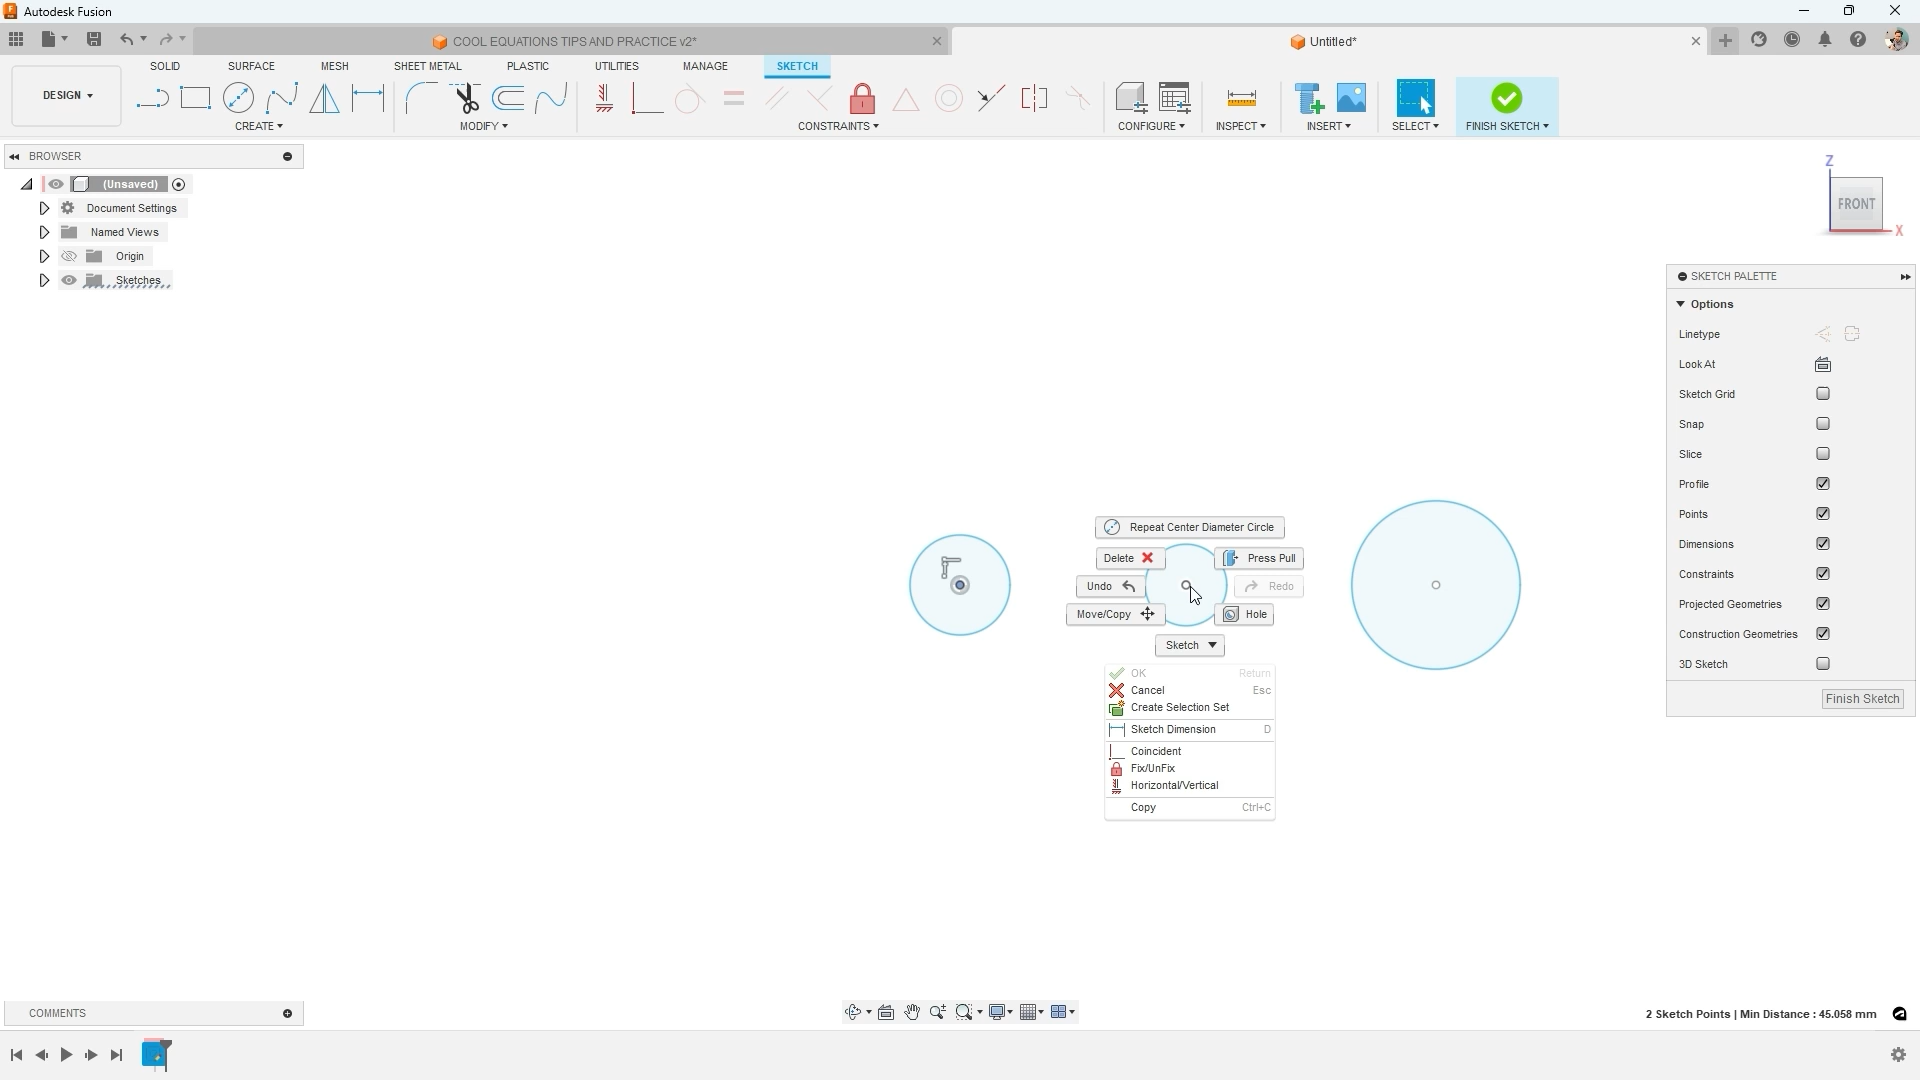 Autodesk Fusion
COOL EQUATIONS TIPS AND PRACTICE v2*
Untitled*
SOLID
SURFACE
MESH
SHEET METAL
PLASTIC
UTILITIES
MANAGE
SKETCH
DESIGN
CREATE
MODIFY
CONSTRAINTS
CONFIGURE
INSPECT
INSERT
SELECT
FINISH SKETCH
BROWSER
(Unsaved)
Document Settings
Named Views
Origin
Sketches
Z
FRONT
X
SKETCH PALETTE
Options
Linetype
Look At
Sketch Grid
Snap
Slice
Profile
Points
Dimensions
Constraints
Projected Geometries
Construction Geometries
3D Sketch
Finish Sketch
Repeat Center Diameter Circle
Delete
Press Pull
Undo
Redo
Move/Copy
Hole
Sketch
OK Return
Cancel Esc
Create Selection Set
Sketch Dimension D
Coincident
Fix/UnFix
Horizontal/Vertical
Copy Ctrl+C
COMMENTS
2 Sketch Points | Min Distance : 45.058 mm